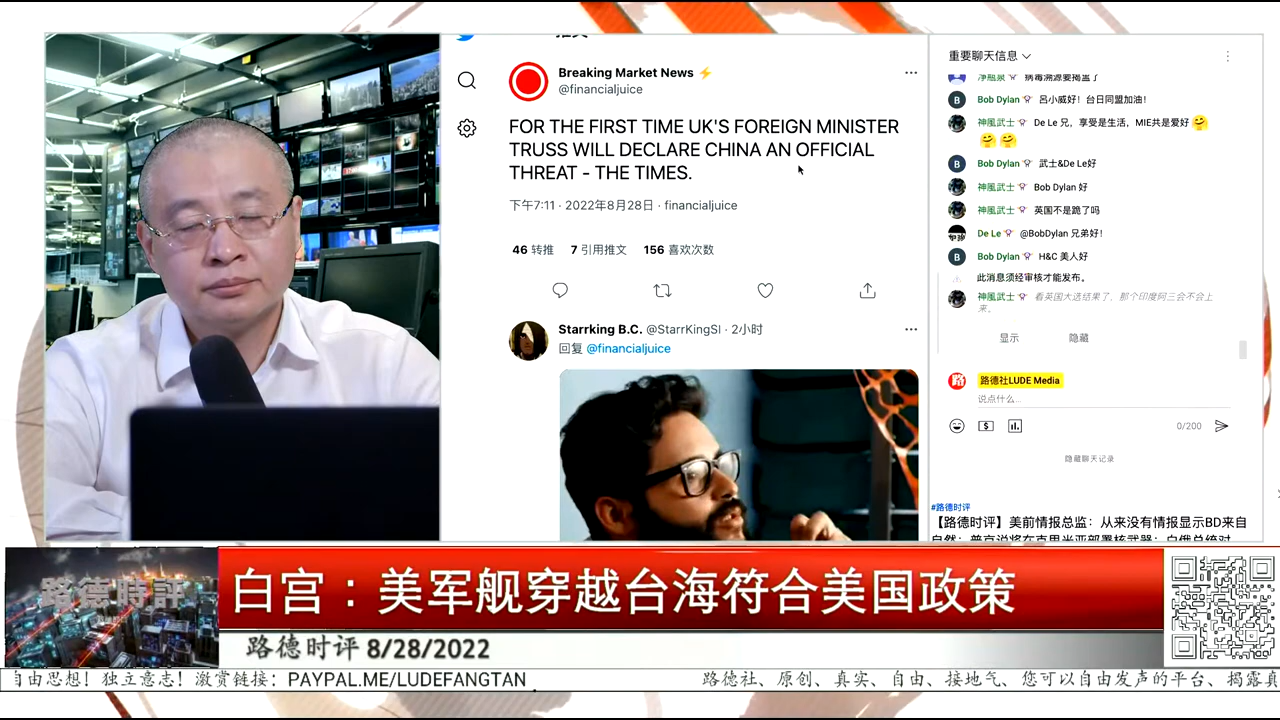 Breaking Market News
@financialjuice
FOR THE FIRST TIME UK'S FOREIGN MINISTER
TRUSS WILL DECLARE CHINA AN OFFICIAL
THREAT - THE TIMES.
下午7:11 · 2022年8月28日 · financialjuice
46 转推 7 引用推文 156 喜欢次数
Starrking B.C. @StarrKingSI · 2小时
回复 @financialjuice
重要聊天信息
Bob Dylan 呂小威好！台日同盟加油！
神風武士 De Le 兄，享受是生活，MIE共是爱好
Bob Dylan 武士&De Le好
神風武士 Bob Dylan 好
神風武士 英国不是跪了吗
De Le @BobDylan 兄弟好！
Bob Dylan H&C 美人好
此消息须经审核才能发布。
神風武士 看英国大选结果了，那个印度阿三会不会上
来。
显示 隐藏
路德社LUDE Media
说点什么...
0/200
隐藏聊天记录
#路德时评
【路德时评】美前情报总监：从来没有情报显示BD来自
路德時評
白宫：美军舰穿越台海符合美国政策
路德时评 8/28/2022
自由思想！独立意志！激赏链接：PAYPAL.ME/LUDEFANGTAN
路德社、原创、真实、自由、接地气、您可以自由发声的平台、揭露真